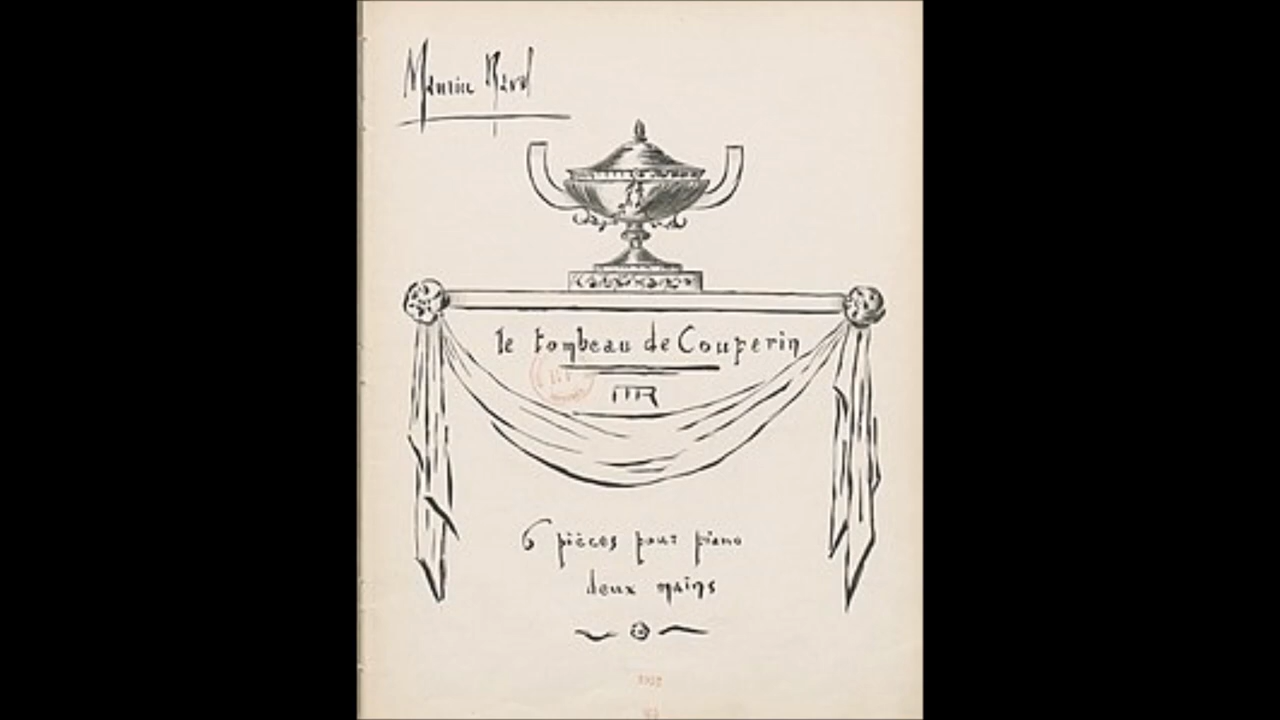 Maurice Ravel
le tombeau de Couperin
MR
6 pièces pour piano
deux mains